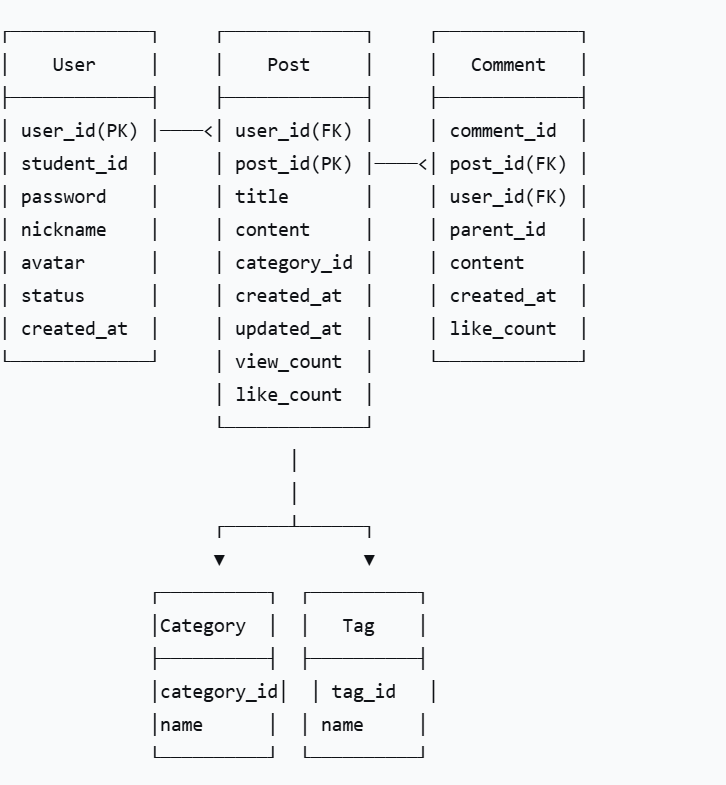 User Post Comment
user_id(PK) user_id(FK) comment_id
student_id post_id(PK) post_id(FK)
password title user_id(FK)
nickname content parent_id
avatar category_id content
status created_at created_at
created_at updated_at like_count
view_count
like_count
Category Tag
category_id tag_id
name name